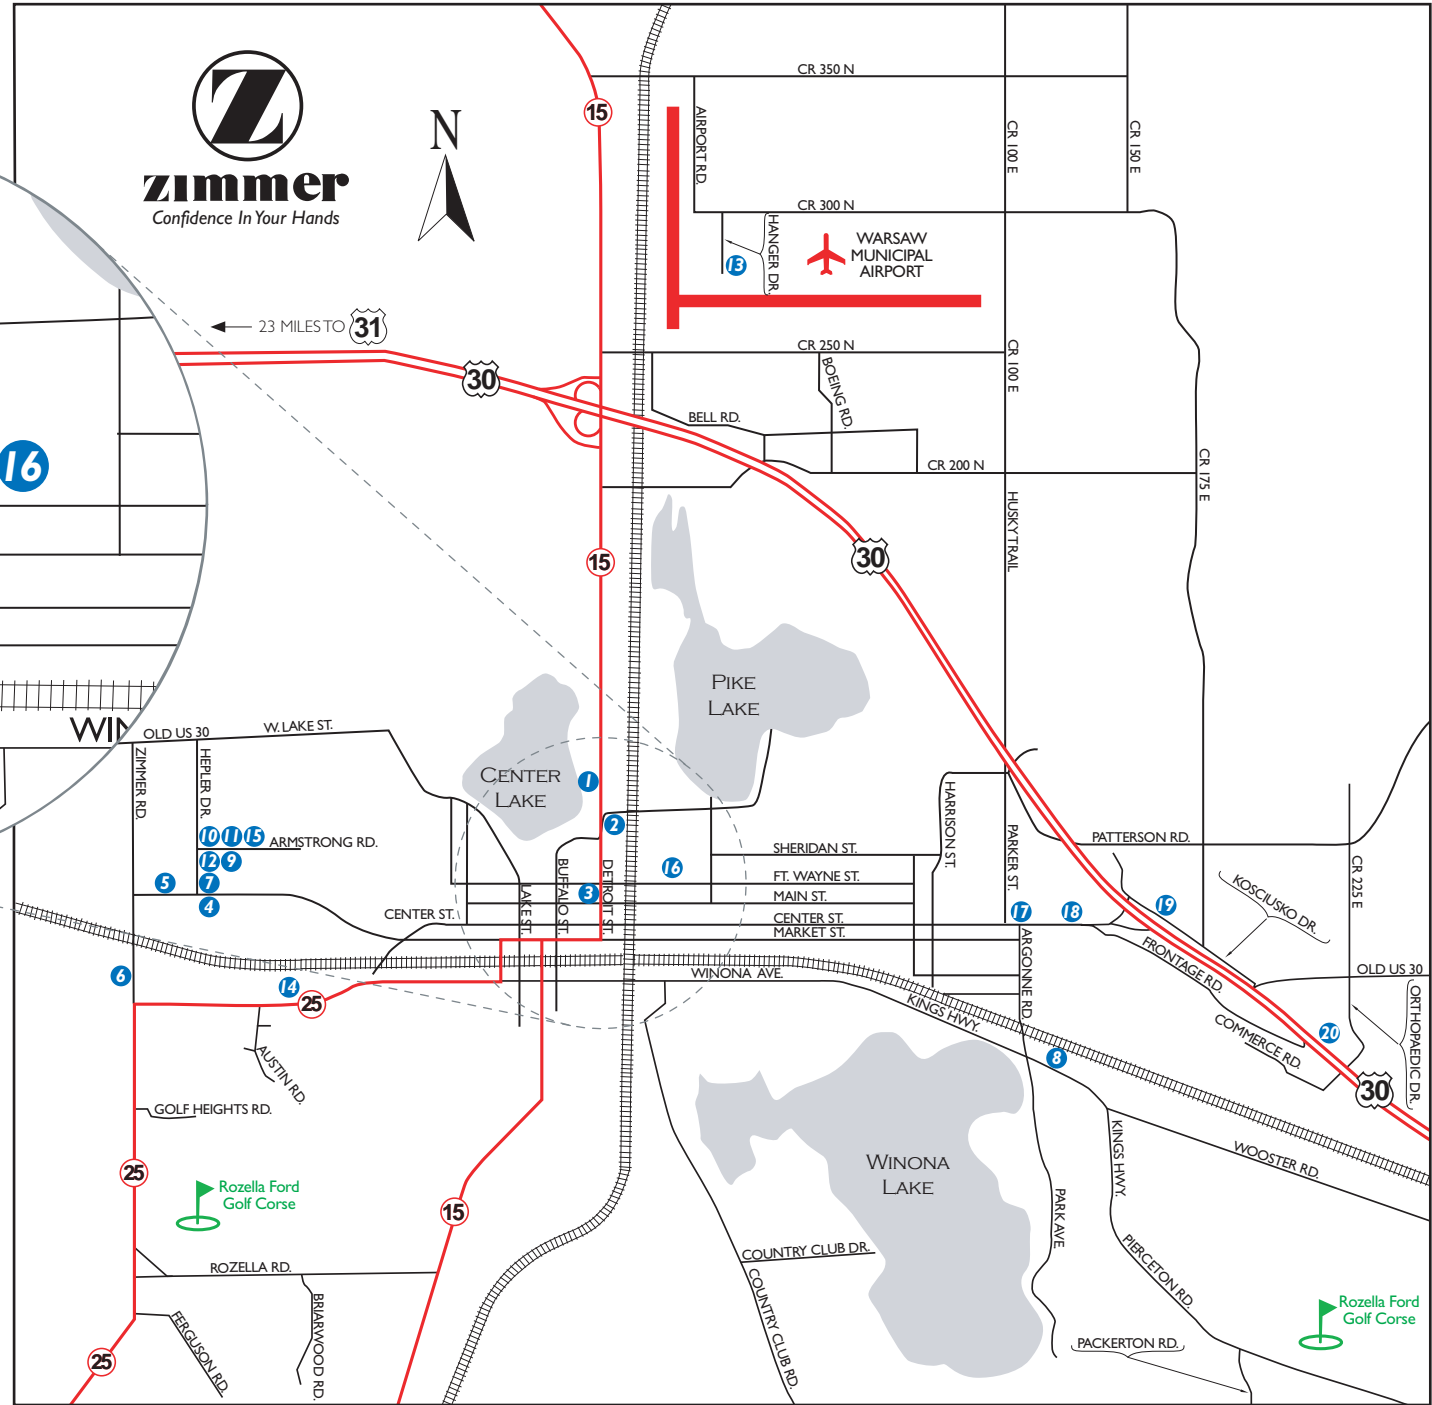 Z
zimmer
Confidence In Your Hands
N
15
CR 350 N
AIRPORT RD.
CR 100 E
CR 150 E
CR 300 N
HANGER DR.
13
WARSAW
MUNICIPAL
AIRPORT
23 MILES TO 31
30
CR 250 N
CR 100 E
BOEING RD.
BELL RD.
CR 200 N
CR 175 E
16
HUSKY TRAIL
15
30
PIKE
LAKE
WIN
OLD US 30
W. LAKE ST.
ZIMMER RD.
HEPLER DR.
CENTER
LAKE
1
2
HARRISON ST.
PARKER ST.
PATTERSON RD.
10 11 15
ARMSTRONG RD.
12 9
5
7
4
SHERIDAN ST.
16
FT. WAYNE ST.
3
MAIN ST.
CENTER ST.
LAKE ST.
BUFFALO ST.
DETROIT ST.
CENTER ST.
MARKET ST.
17
18
19
KOSCIUSKO DR.
CR 225 E
ARGONNE RD.
FRONTAGE RD.
OLD US 30
ORTHOPAEDIC DR.
6
14
25
WINONA AVE.
KINGS HWY.
COMMERCE RD.
20
8
30
AUSTIN RD.
GOLF HEIGHTS RD.
KINGS HWY.
WOOSTER RD.
25
Rozella Ford
Golf Corse
15
WINONA
LAKE
PARK AVE.
COUNTRY CLUB DR.
COUNTRY CLUB RD.
PIERCETON RD.
ROZELLA RD.
BRIARWOOD RD.
FERGUSON RD.
25
PACKERTON RD.
Rozella Ford
Golf Corse